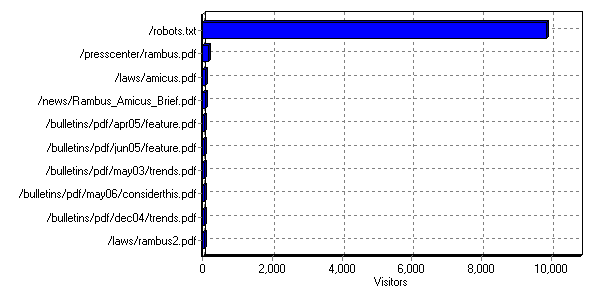 /robots.txt
/presscenter/rambus.pdf
/laws/amicus.pdf
/news/Rambus_Amicus_Brief.pdf
/bulletins/pdf/apr05/feature.pdf
/bulletins/pdf/jun05/feature.pdf
/bulletins/pdf/may03/trends.pdf
/bulletins/pdf/may06/considerthis.pdf
/bulletins/pdf/dec04/trends.pdf
/laws/rambus2.pdf
0 2,000 4,000 6,000 8,000 10,000
Visitors